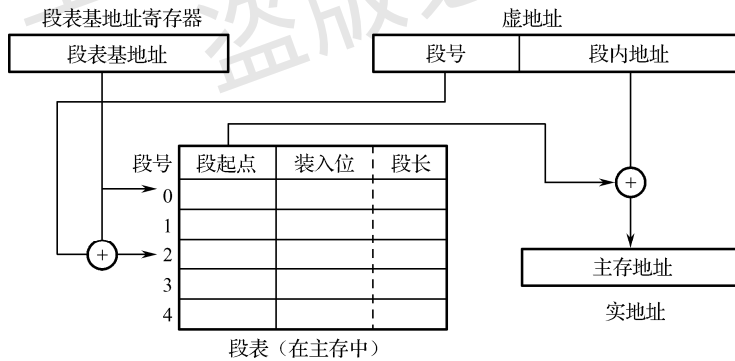 段表基地址寄存器
虚地址
段表基地址
段号
段内地址
段号
段起点
装入位
段长
0
1
2
3
4
+
+
主存地址
实地址
段表（在主存中）
盗版